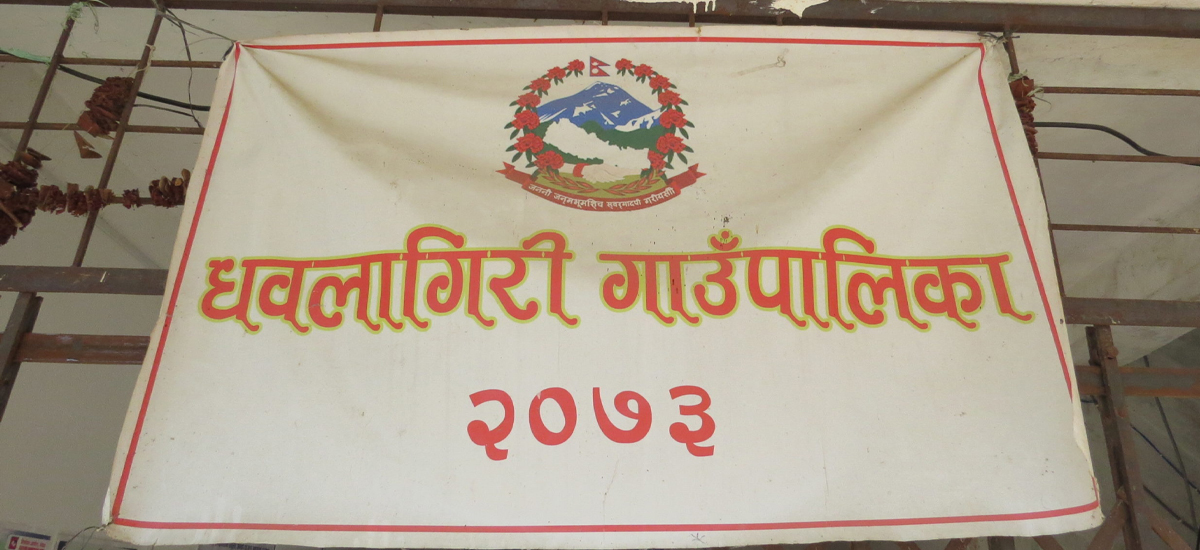 जननी जन्मभूमिश्च स्वर्गादपि गरीयसी
धवलागिरी गाउँपालिका
२०७३